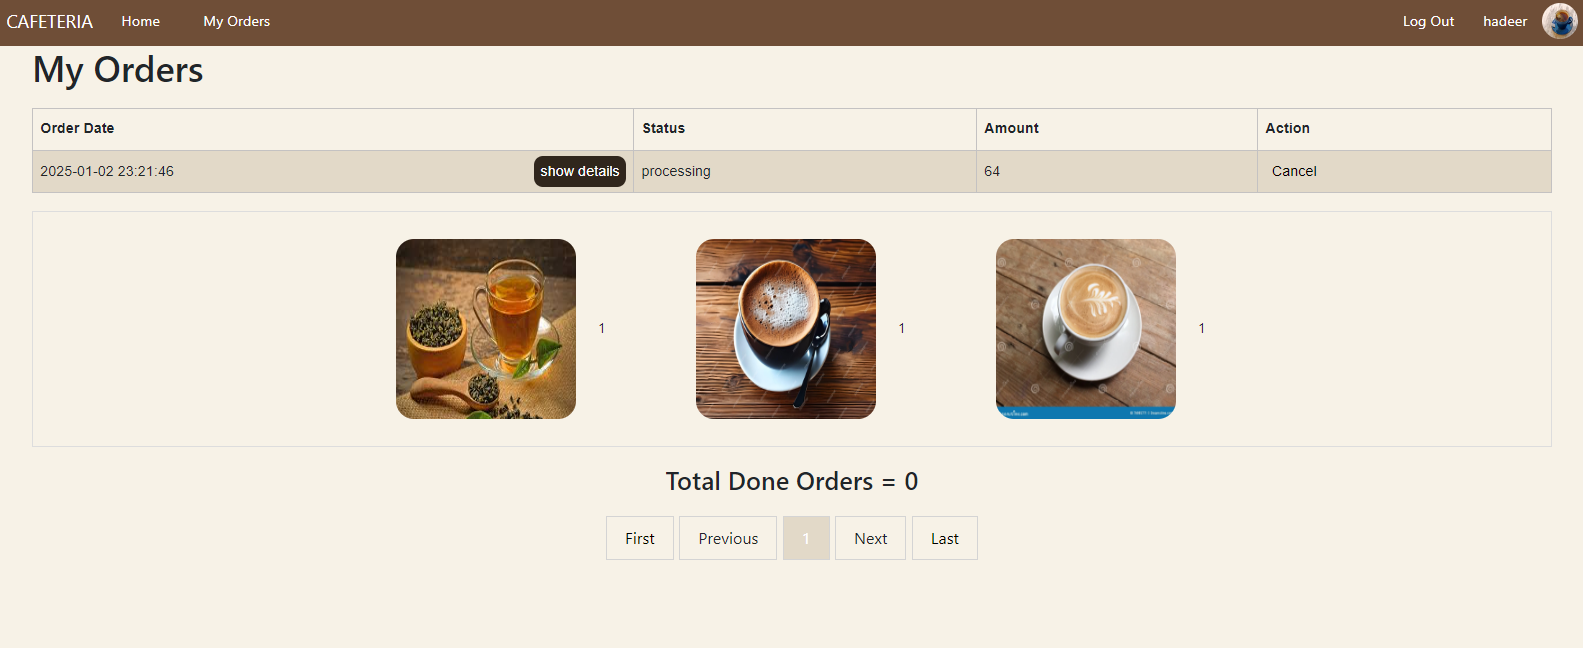 CAFETERIA Home My Orders Log Out hadeer
My Orders
Order Date Status Amount Action
2025-01-02 23:21:46 show details processing 64 Cancel
1 1 1
Total Done Orders = 0
First Previous 1 Next Last